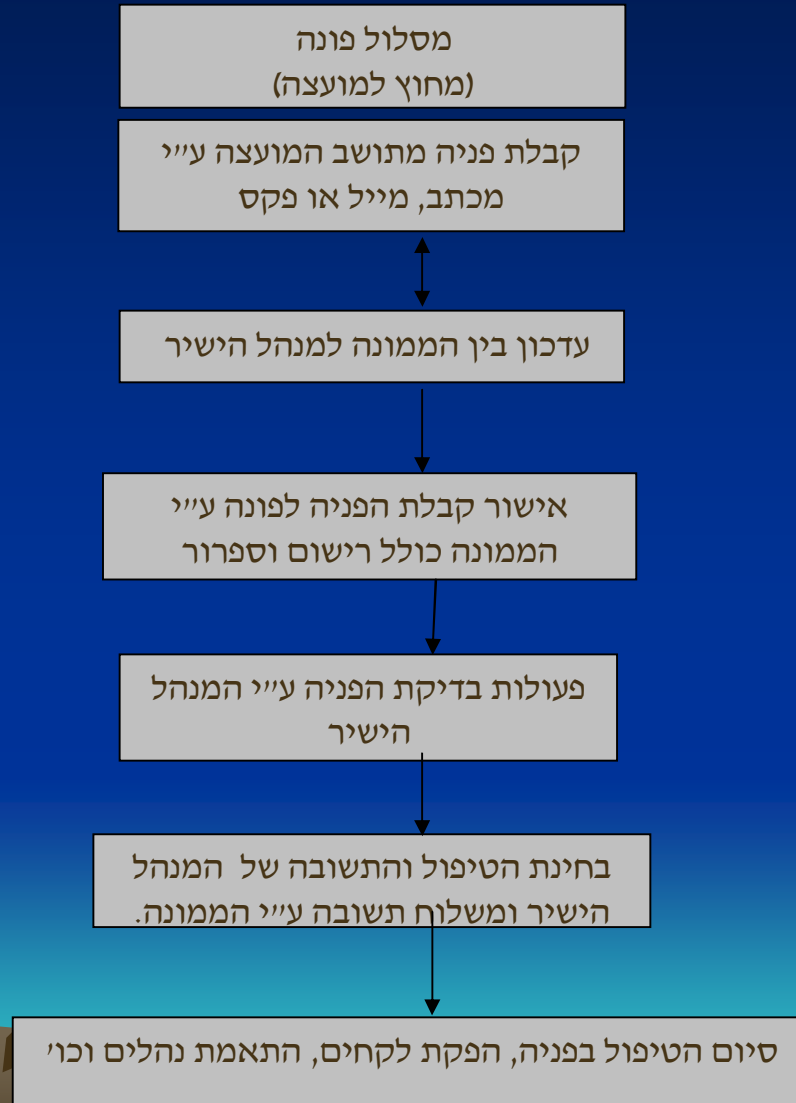 מסלול פונה
(מחוץ למועצה)
קבלת פניה מתושב המועצה ע״י
מכתב, מייל או פקס
עדכון בין הממונה למנהל הישיר
אישור קבלת הפניה לפונה ע״י
הממונה כולל רישום וספרור
פעולות בדיקת הפניה ע״י המנהל
הישיר
בחינת הטיפול והתשובה של המנהל
הישיר ומשלוח תשובה ע״י הממונה.
סיום הטיפול בפניה, הפקת לקחים, התאמת נהלים וכו׳